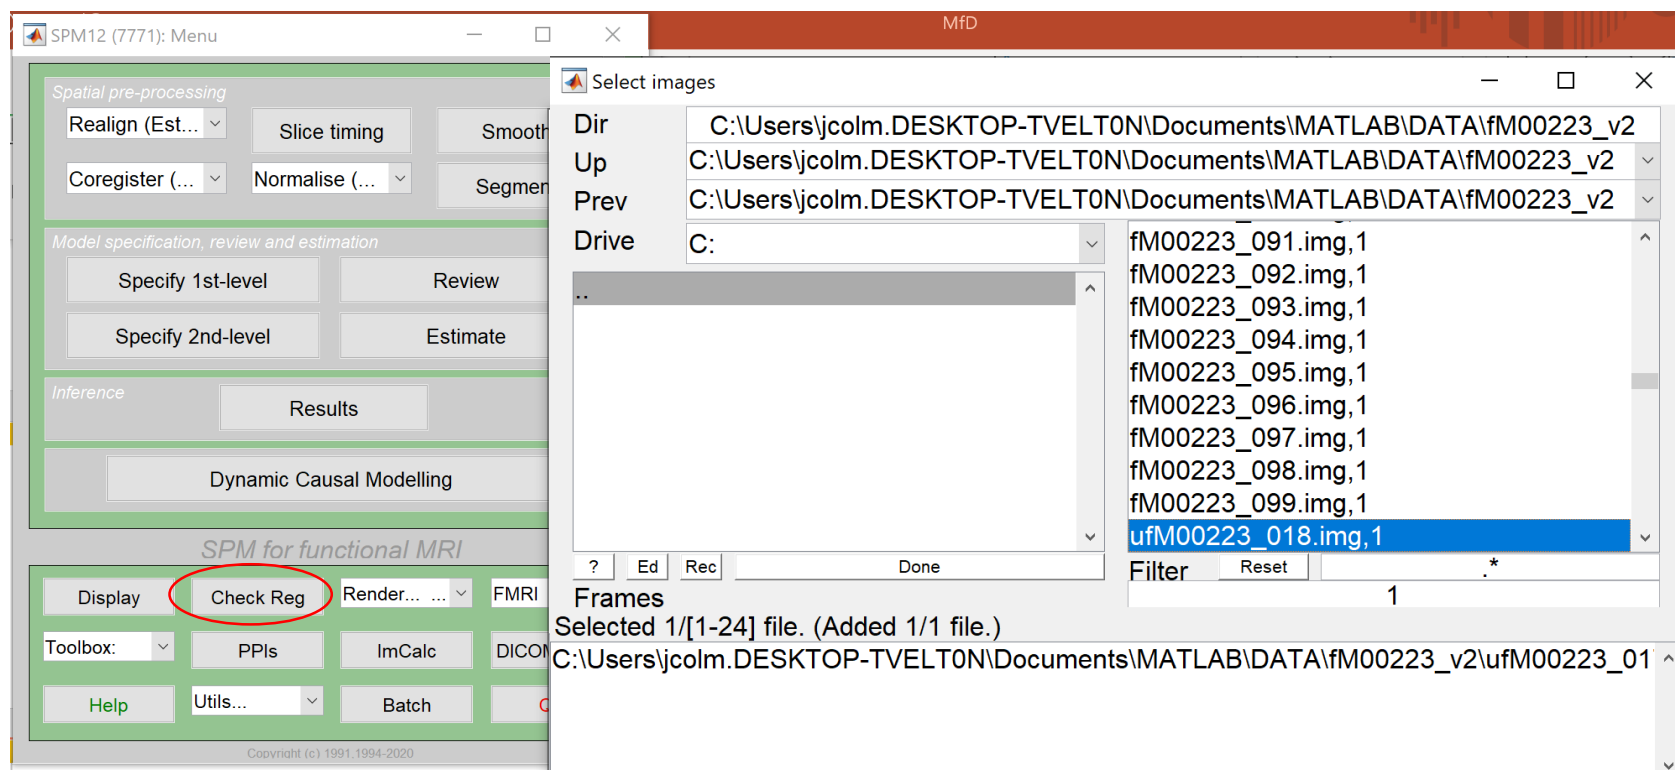 MfD
SPM12 (7771): Menu
Spatial pre-processing
Realign (Est...
Slice timing
Smooth
Coregister (...
Normalise (...
Segmen
Model specification, review and estimation
Specify 1st-level
Review
Specify 2nd-level
Estimate
Inference
Results
Dynamic Causal Modelling
SPM for functional MRI
Display
Check Reg
Render... ...
FMRI
Toolbox:
PPIs
ImCalc
DICOM
Help
Utils...
Batch
Q
Copyright (c) 1991,1994-2020
Select images
Dir
C:\Users\jcolm.DESKTOP-TVELT0N\Documents\MATLAB\DATA\fM00223_v2
Up
C:\Users\jcolm.DESKTOP-TVELT0N\Documents\MATLAB\DATA\fM00223_v2
Prev
C:\Users\jcolm.DESKTOP-TVELT0N\Documents\MATLAB\DATA\fM00223_v2
Drive
C:
..
fM00223_091.img,1
fM00223_092.img,1
fM00223_093.img,1
fM00223_094.img,1
fM00223_095.img,1
fM00223_096.img,1
fM00223_097.img,1
fM00223_098.img,1
fM00223_099.img,1
ufM00223_018.img,1
?
Ed
Rec
Done
Filter
Reset
.*
Frames
1
Selected 1/[1-24] file. (Added 1/1 file.)
C:\Users\jcolm.DESKTOP-TVELT0N\Documents\MATLAB\DATA\fM00223_v2\ufM00223_01